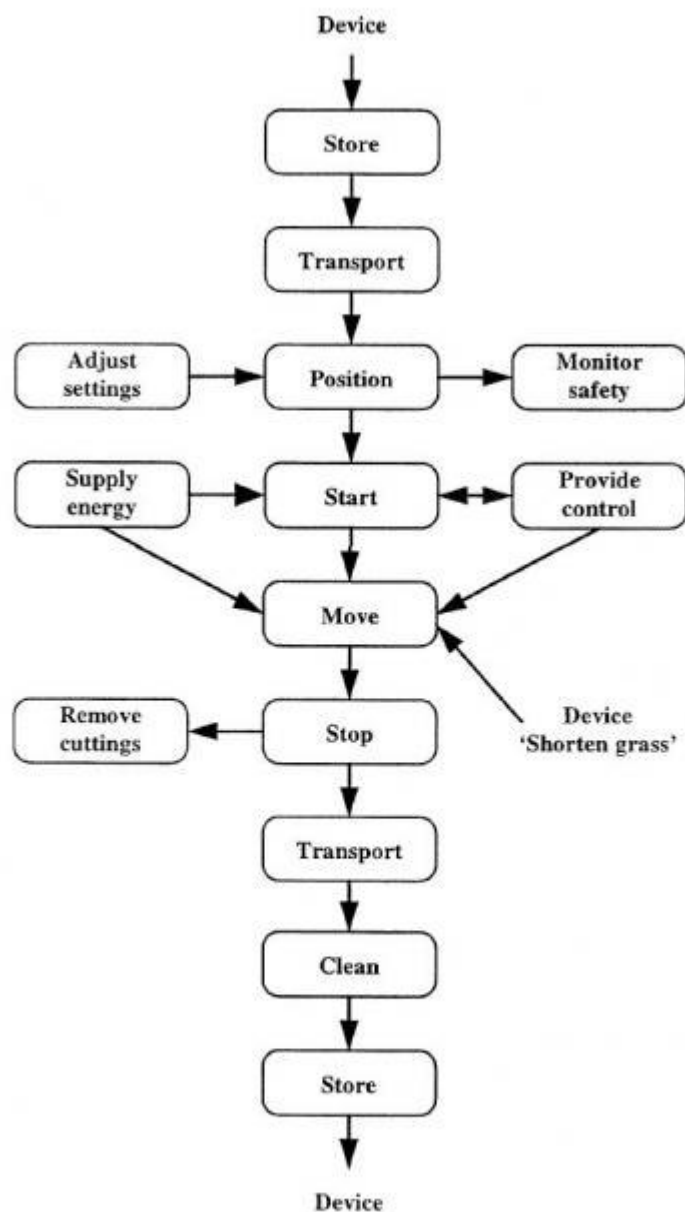 Device
Store
Transport
Adjust
settings
Position
Monitor
safety
Supply
energy
Start
Provide
control
Move
Remove
cuttings
Stop
Device
‘Shorten grass’
Transport
Clean
Store
Device